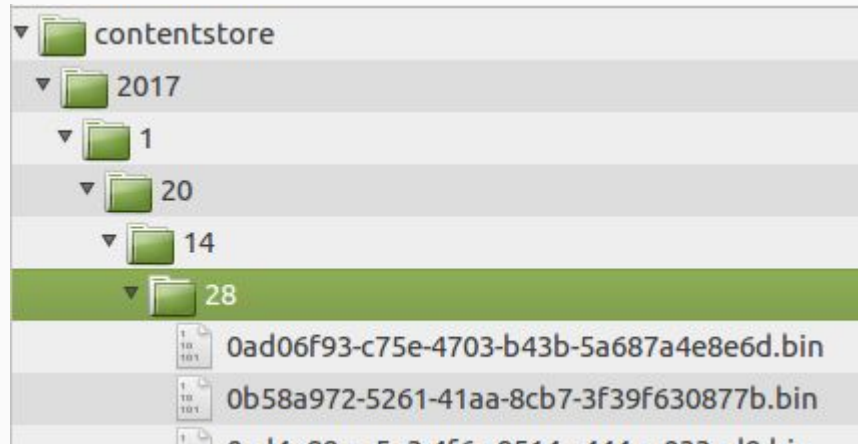 contentstore
2017
1
20
14
28
0ad06f93-c75e-4703-b43b-5a687a4e8e6d.bin
0b58a972-5261-41aa-8cb7-3f39f630877b.bin